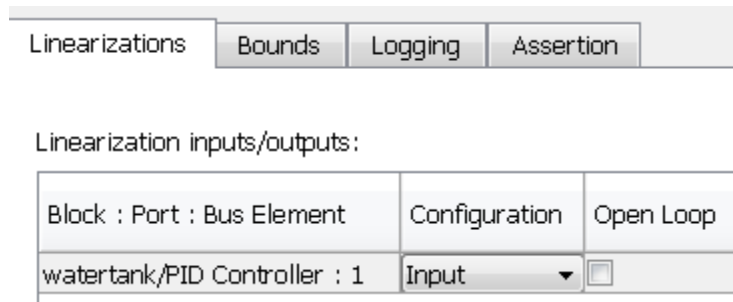 Linearizations Bounds Logging Assertion
Linearization inputs/outputs:
Block : Port : Bus Element Configuration Open Loop
watertank/PID Controller : 1 Input